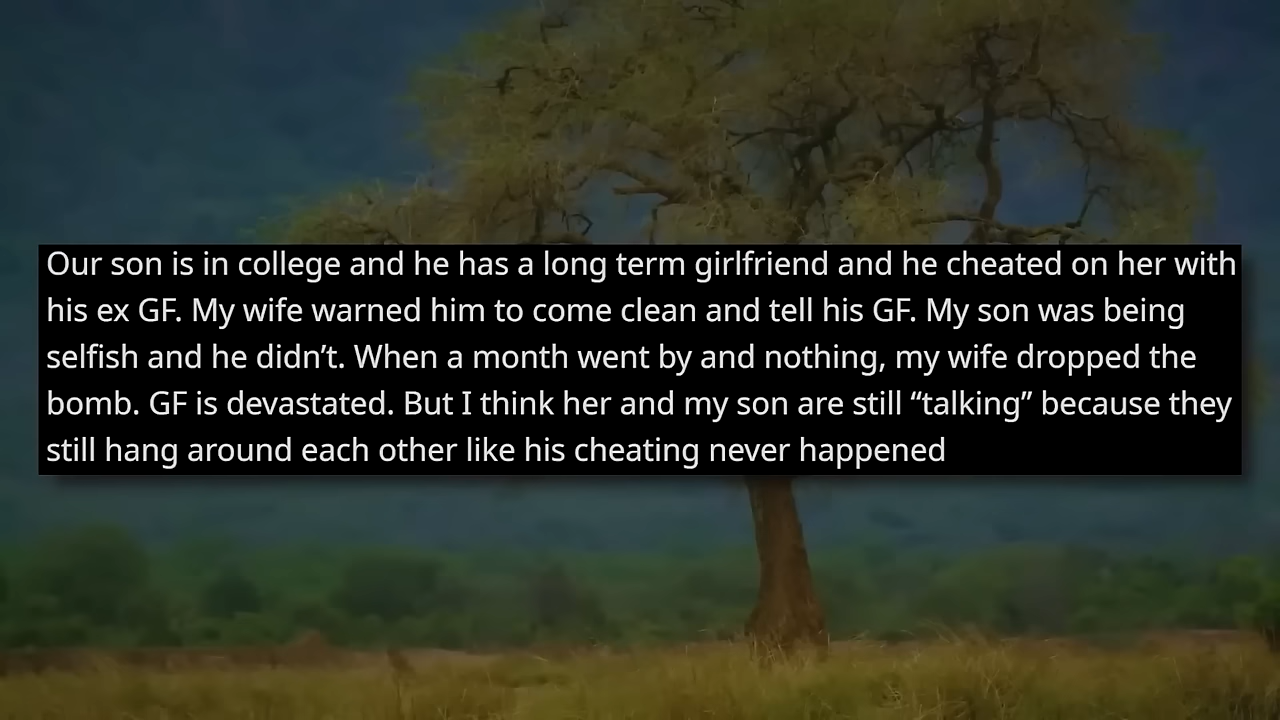 Our son is in college and he has a long term girlfriend and he cheated on her with
his ex GF. My wife warned him to come clean and tell his GF. My son was being
selfish and he didn’t. When a month went by and nothing, my wife dropped the
bomb. GF is devastated. But I think her and my son are still “talking” because they
still hang around each other like his cheating never happened